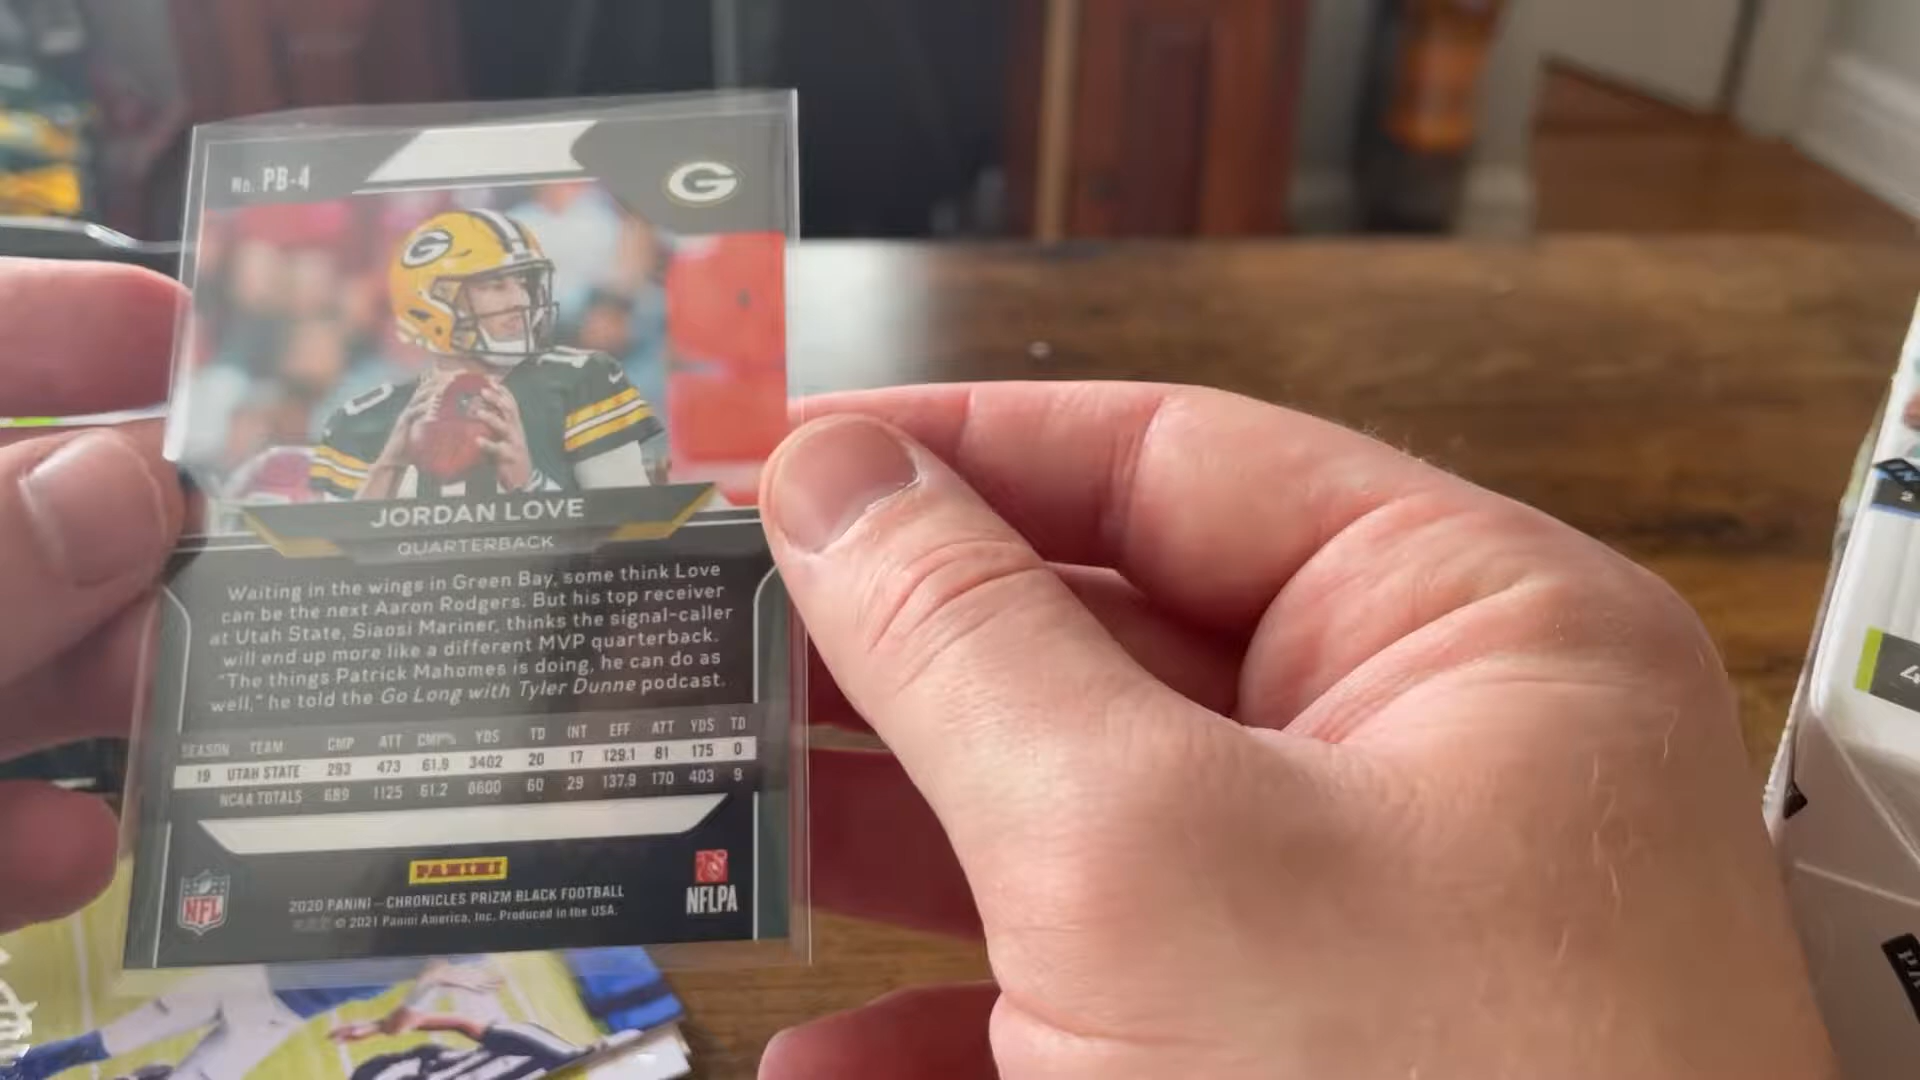 No. PB-4
G
G
JORDAN LOVE
QUARTERBACK
Waiting in the wings in Green Bay, some think Love
can be the next Aaron Rodgers. But his top receiver
at Utah State, Siaosi Mariner, thinks the signal-caller
will end up more like a different MVP quarterback.
"The things Patrick Mahomes is doing, he can do as
well," he told the Go Long with Tyler Dunne podcast.
SEASON TEAM CMP ATT CMP% YDS TD INT EFF ATT YDS TD
19 UTAH STATE 293 473 61.9 3402 20 17 129.1 81 175 0
NCAA TOTALS 689 1125 61.2 8600 60 29 137.9 170 403 9
PANINI
NFL
2020 PANINI – CHRONICLES PRIZM BLACK FOOTBALL
© 2021 Panini America, Inc. Produced in the USA.
NFLPA